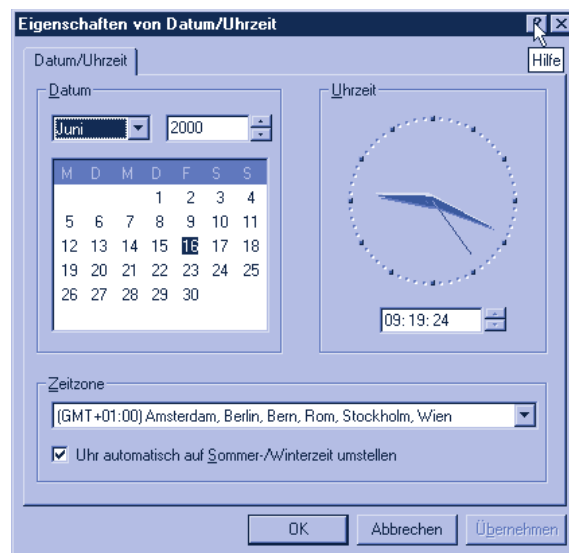 Eigenschaften von Datum/Uhrzeit
? ×
Hilfe
Datum/Uhrzeit
Datum
Juni 2000
M D M D F S S
1 2 3 4
5 6 7 8 9 10 11
12 13 14 15 16 17 18
19 20 21 22 23 24 25
26 27 28 29 30
Uhrzeit
09:19:24
Zeitzone
(GMT+01:00) Amsterdam, Berlin, Bern, Rom, Stockholm, Wien
Uhr automatisch auf Sommer-/Winterzeit umstellen
OK Abbrechen Übernehmen